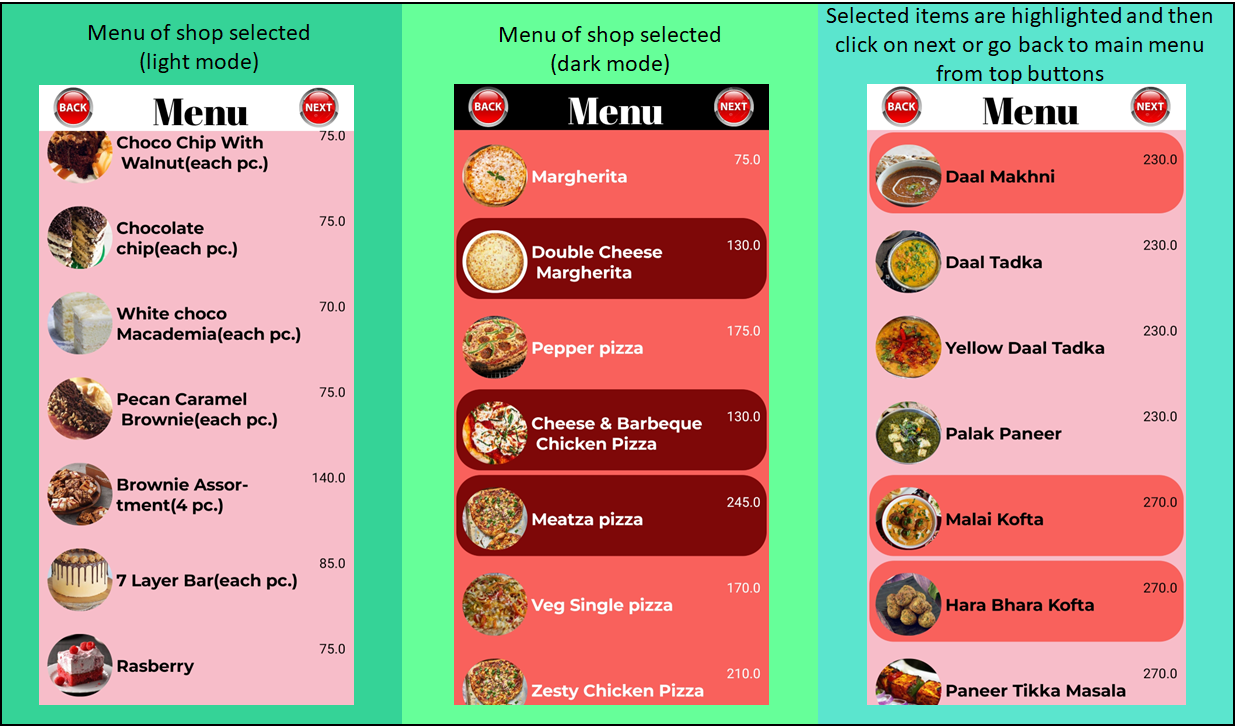 Menu of shop selected
(light mode)
BACK
Menu
NEXT
Choco Chip With
Walnut(each pc.)
75.0
Chocolate
chip(each pc.)
75.0
White choco
Macademia(each pc.)
70.0
Pecan Caramel
Brownie(each pc.)
75.0
Brownie Assor-
tment(4 pc.)
140.0
7 Layer Bar(each pc.)
85.0
Rasberry
75.0
Menu of shop selected
(dark mode)
BACK
Menu
NEXT
Margherita
75.0
Double Cheese
Margherita
130.0
Pepper pizza
175.0
Cheese & Barbeque
Chicken Pizza
130.0
Meatza pizza
245.0
Veg Single pizza
170.0
Zesty Chicken Pizza
210.0
Selected items are highlighted and then
click on next or go back to main menu
from top buttons
BACK
Menu
NEXT
Daal Makhni
230.0
Daal Tadka
230.0
Yellow Daal Tadka
230.0
Palak Paneer
230.0
Malai Kofta
270.0
Hara Bhara Kofta
270.0
Paneer Tikka Masala
270.0